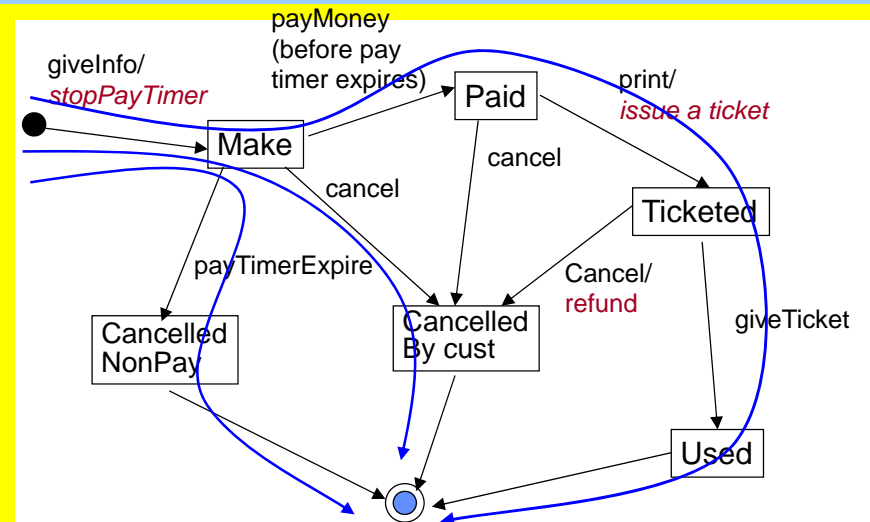 payMoney
(before pay
timer expires)
giveInfo/
stopPayTimer
print/
issue a ticket
Paid
Make
cancel
cancel
Ticketed
payTimerExpire
Cancel/
refund
giveTicket
Cancelled
NonPay
Cancelled
By cust
Used